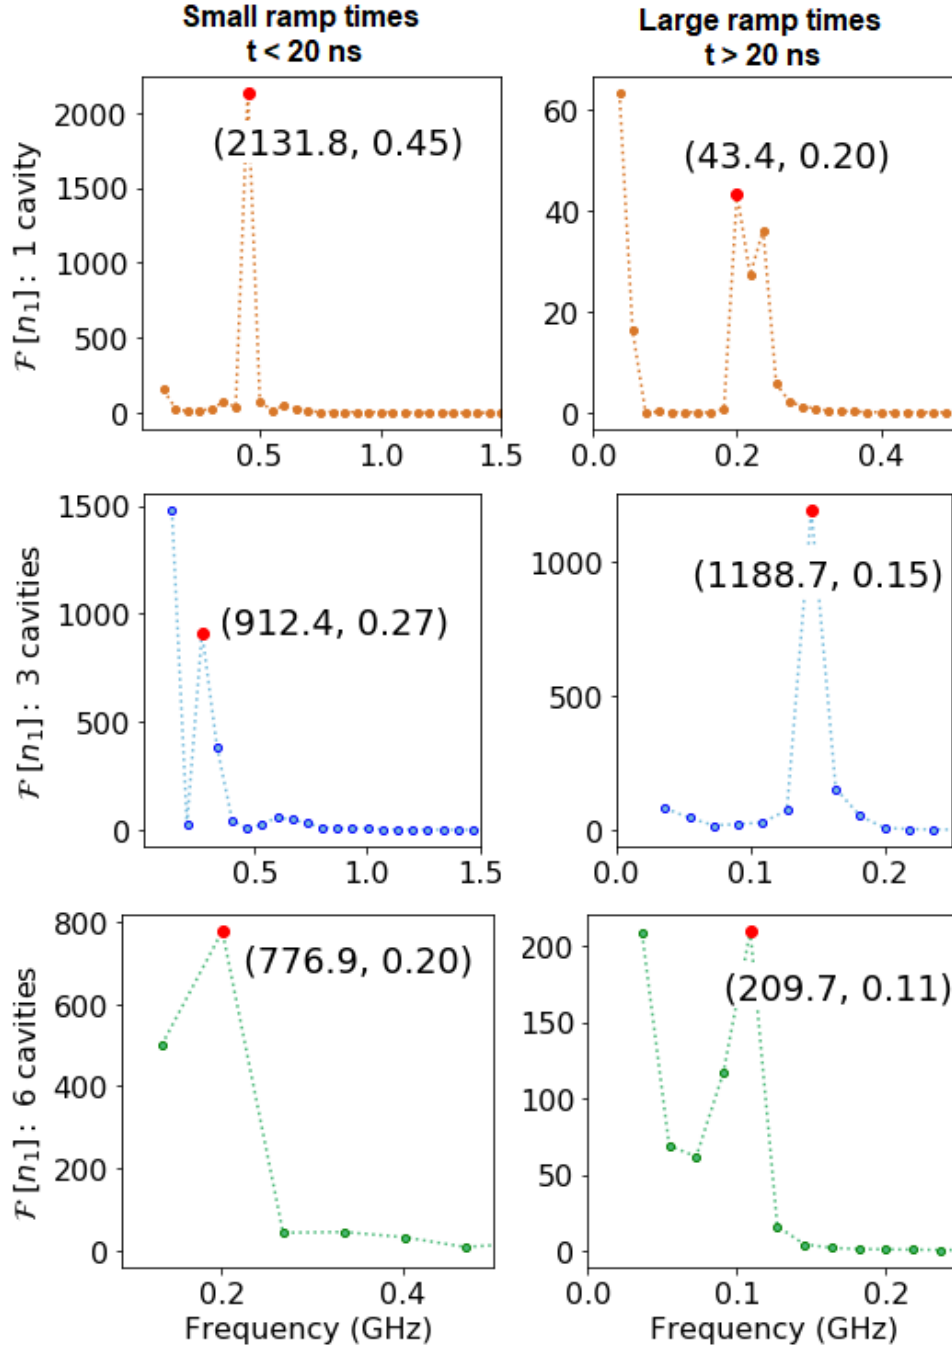 Small ramp times
t < 20 ns
Large ramp times
t > 20 ns
ℱ[n₁]: 1 cavity
2000
1500
1000
500
0
(2131.8, 0.45)
0.5 1.0 1.5
60
40
20
0
(43.4, 0.20)
0.0 0.2 0.4
ℱ[n₁]: 3 cavities
1500
1000
500
0
(912.4, 0.27)
0.5 1.0 1.5
1000
500
0
(1188.7, 0.15)
0.0 0.1 0.2
ℱ[n₁]: 6 cavities
800
600
400
200
0
(776.9, 0.20)
0.2 0.4
Frequency (GHz)
200
150
100
50
0
(209.7, 0.11)
0.0 0.1 0.2
Frequency (GHz)